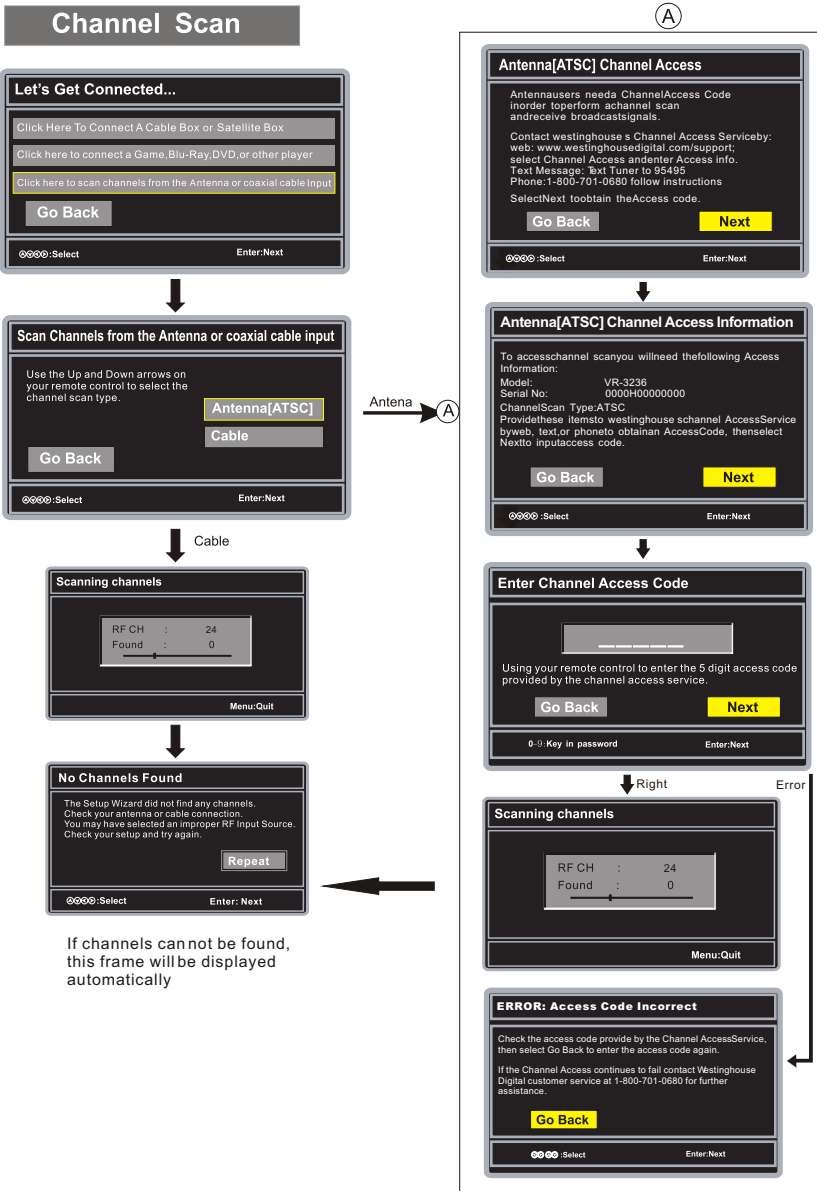 Channel Scan
Let's Get Connected...
Click Here To Connect A Cable Box or Satellite Box
Click here to connect a Game,Blu-Ray,DVD,or other player
Click here to scan channels from the Antenna or coaxial cable Input
Go Back
:Select
Enter:Next
Scan Channels from the Antenna or coaxial cable input
Use the Up and Down arrows on
your remote control to select the
channel scan type.
Antenna[ATSC]
Cable
Go Back
:Select
Enter:Next
Antena
A
Cable
Scanning channels
RF CH : 24
Found : 0
Menu:Quit
No Channels Found
The Setup Wizard did not find any channels.
Check your antenna or cable connection.
You may have selected an improper RF Input Source.
Check your setup and try again.
Repeat
:Select
Enter: Next
If channels can not be found,
this frame will be displayed
automatically
A
Antenna[ATSC] Channel Access
Antennausers needa ChannelAccess Code
inorder toperform achannel scan
andreceive broadcastsignals.
Contact westinghouse s Channel Access Serviceby:
web: www.westinghousedigital.com/support;
select Channel Access andenter Access info.
Text Message: Text Tuner to 95495
Phone:1-800-701-0680 follow instructions
SelectNext toobtain theAccess code.
Go Back
Next
:Select
Enter:Next
Antenna[ATSC] Channel Access Information
To accesschannel scanyou willneed thefollowing Access
Information:
Model: VR-3236
Serial No: 0000H00000000
ChannelScan Type:ATSC
Providethese itemsto westinghouse schannel AccessService
byweb, text,or phoneto obtainan AccessCode, thenselect
Nextto inputaccess code.
Go Back
Next
:Select
Enter:Next
Enter Channel Access Code
_ _ _ _ _
Using your remote control to enter the 5 digit access code
provided by the channel access service.
Go Back
Next
0-9:Key in password
Enter:Next
Right
Error
Scanning channels
RF CH : 24
Found : 0
Menu:Quit
ERROR: Access Code Incorrect
Check the access code provide by the Channel AccessService,
then select Go Back to enter the access code again.
If the Channel Access continues to fail contact Westinghouse
Digital customer service at 1-800-701-0680 for further
assistance.
Go Back
:Select
Enter:Next